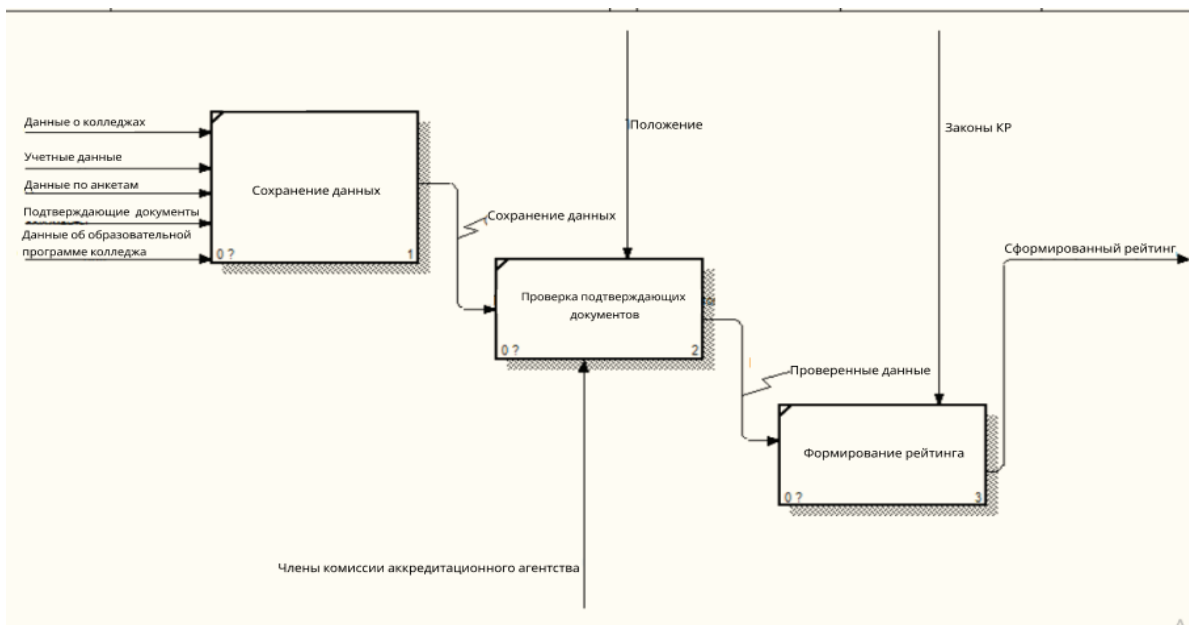 Данные о колледжах
Учетные данные
Данные по анкетам
Подтверждающие документы
Данные об образовательной
программе колледжа
Сохранение данных
0 ?
1
Положение
Законы КР
Сохранение данных
Сформированный рейтинг
Проверка подтверждающих
документов
0 ?
2
Проверенные данные
Формирование рейтинга
0 ?
3
Члены комиссии аккредитационного агентства